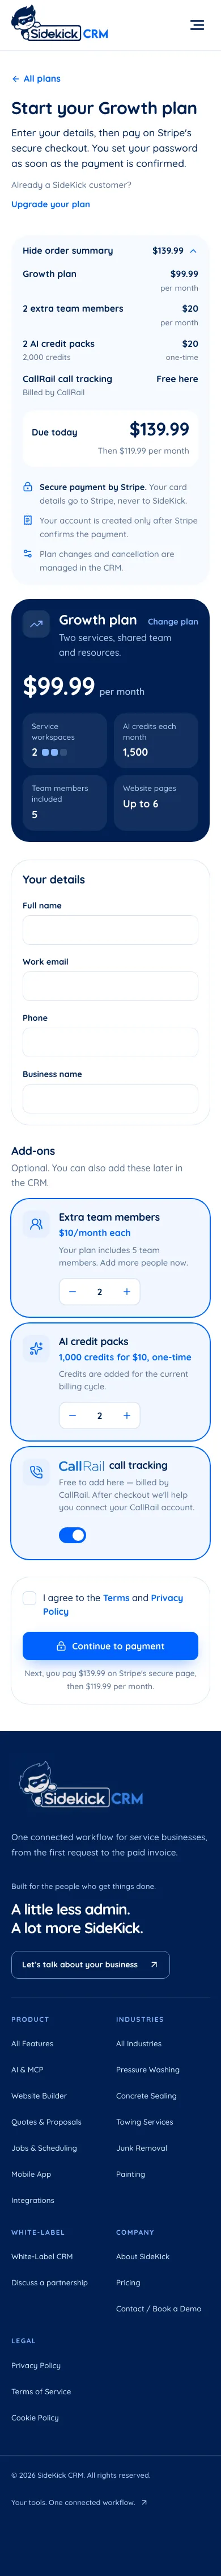 Sidekick CRM
All plans
Start your Growth plan
Enter your details, then pay on Stripe's
secure checkout. You set your password
as soon as the payment is confirmed.
Already a SideKick customer?
Upgrade your plan
Hide order summary $139.99
Growth plan $99.99
per month
2 extra team members $20
per month
2 AI credit packs $20
2,000 credits one-time
CallRail call tracking Free here
Billed by CallRail
Due today $139.99
Then $119.99 per month
Secure payment by Stripe. Your card
details go to Stripe, never to SideKick.
Your account is created only after Stripe
confirms the payment.
Plan changes and cancellation are
managed in the CRM.
Growth plan Change plan
Two services, shared team
and resources.
$99.99 per month
Service
workspaces
2
AI credits each
month
1,500
Team members
included
5
Website pages
Up to 6
Your details
Full name
Work email
Phone
Business name
Add-ons
Optional. You can also add these later in
the CRM.
Extra team members
$10/month each
Your plan includes 5 team
members. Add more people now.
− 2 +
AI credit packs
1,000 credits for $10, one-time
Credits are added for the current
billing cycle.
− 2 +
CallRail call tracking
Free to add here — billed by
CallRail. After checkout we'll help
you connect your CallRail account.
I agree to the Terms and Privacy
Policy
Continue to payment
Next, you pay $139.99 on Stripe's secure page,
then $119.99 per month.
Sidekick CRM
One connected workflow for service businesses,
from the first request to the paid invoice.
Built for the people who get things done.
A little less admin.
A lot more SideKick.
Let's talk about your business
PRODUCT
All Features
AI & MCP
Website Builder
Quotes & Proposals
Jobs & Scheduling
Mobile App
Integrations
INDUSTRIES
All Industries
Pressure Washing
Concrete Sealing
Towing Services
Junk Removal
Painting
WHITE-LABEL
White-Label CRM
Discuss a partnership
COMPANY
About SideKick
Pricing
Contact / Book a Demo
LEGAL
Privacy Policy
Terms of Service
Cookie Policy
© 2026 SideKick CRM. All rights reserved.
Your tools. One connected workflow.